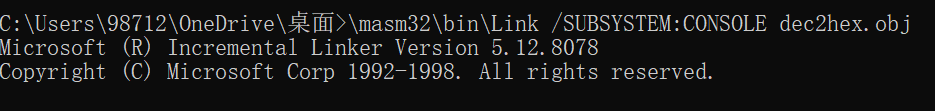 C:\Users\98712\OneDrive\桌面>\masm32\bin\Link /SUBSYSTEM:CONSOLE dec2hex.obj
Microsoft (R) Incremental Linker Version 5.12.8078
Copyright (C) Microsoft Corp 1992-1998. All rights reserved.